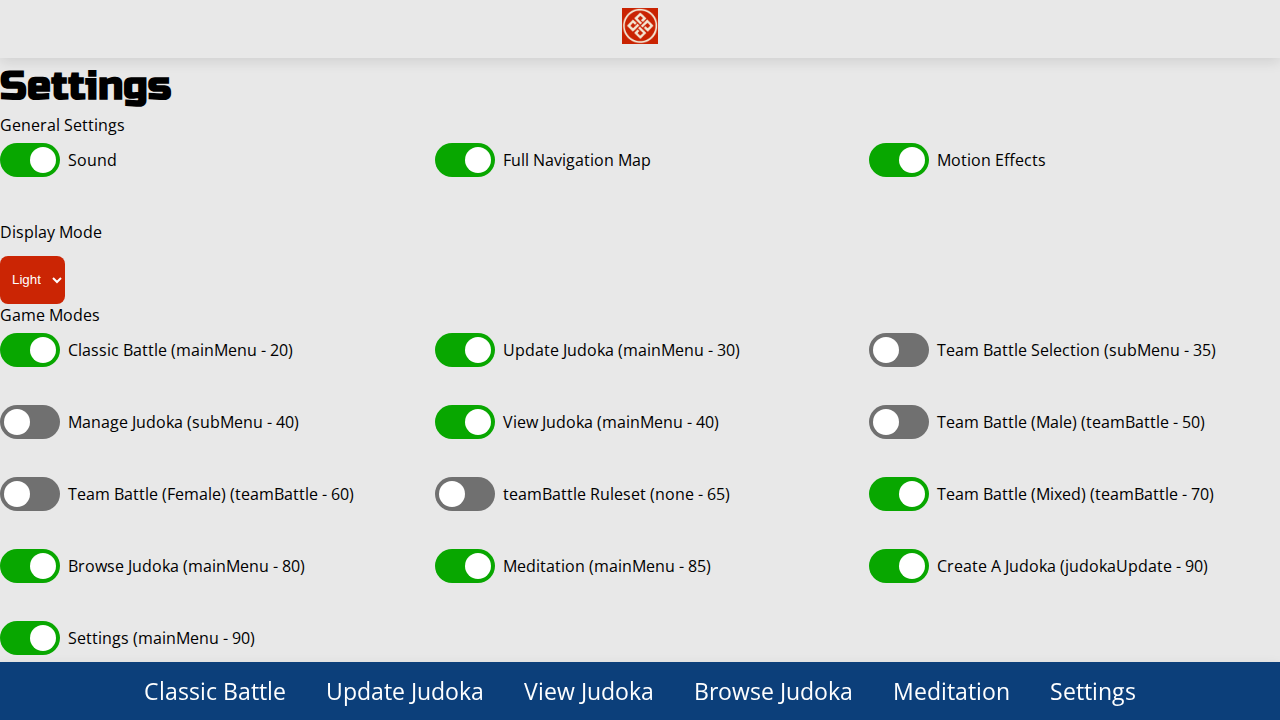 Settings
General Settings
Sound
Full Navigation Map
Motion Effects
Display Mode
Light
Game Modes
Classic Battle (mainMenu - 20)
Update Judoka (mainMenu - 30)
Team Battle Selection (subMenu - 35)
Manage Judoka (subMenu - 40)
View Judoka (mainMenu - 40)
Team Battle (Male) (teamBattle - 50)
Team Battle (Female) (teamBattle - 60)
teamBattle Ruleset (none - 65)
Team Battle (Mixed) (teamBattle - 70)
Browse Judoka (mainMenu - 80)
Meditation (mainMenu - 85)
Create A Judoka (judokaUpdate - 90)
Settings (mainMenu - 90)
Classic Battle Update Judoka View Judoka Browse Judoka Meditation Settings